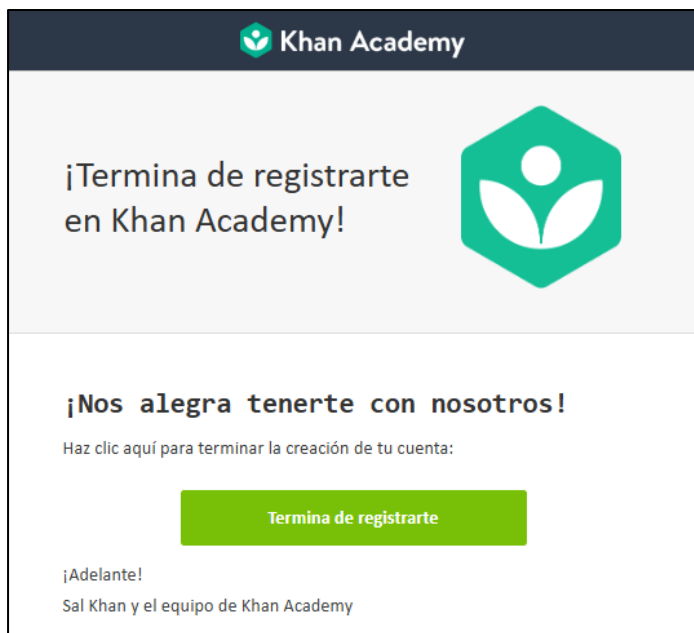 Khan Academy
¡Termina de registrarte
en Khan Academy!
¡Nos alegra tenerte con nosotros!
Haz clic aquí para terminar la creación de tu cuenta:
Termina de registrarte
¡Adelante!
Sal Khan y el equipo de Khan Academy